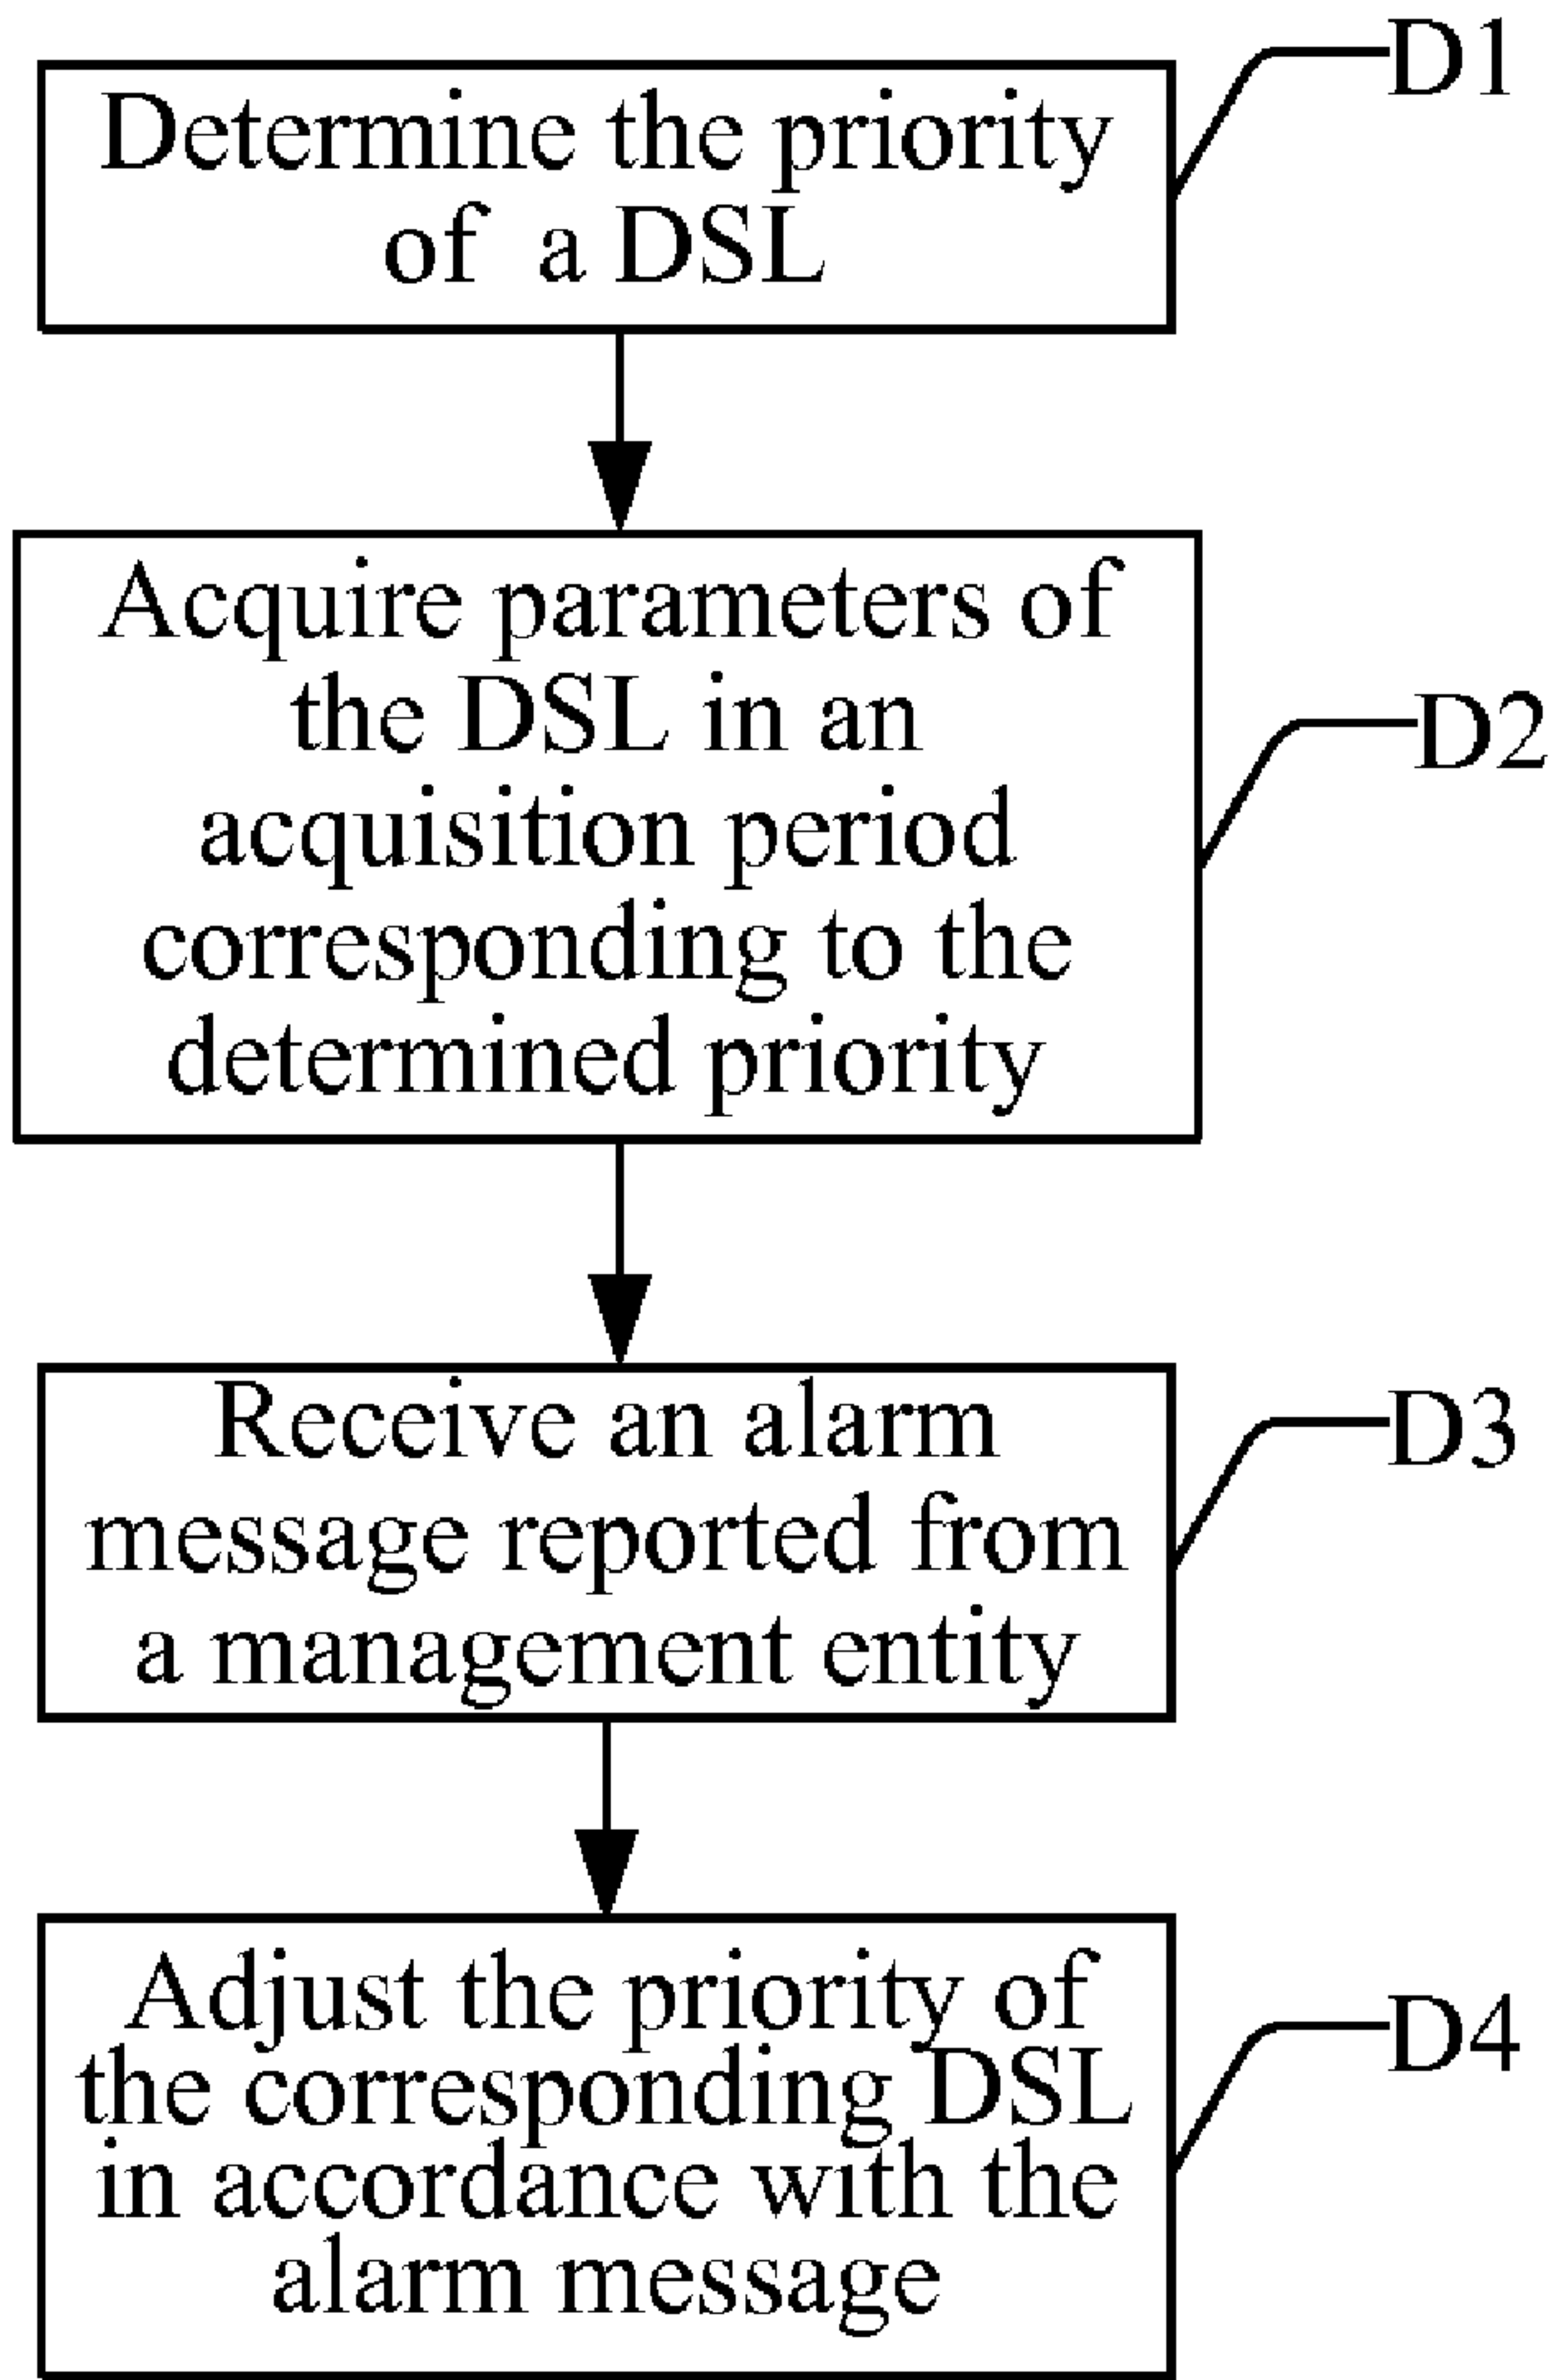 D1
Determine the priority
of a DSL
Acquire parameters of
the DSL in an
acquisition period
corresponding to the
determined priority
D2
Receive an alarm
message reported from
a management entity
D3
Adjust the priority of
the corresponding DSL
in accordance with the
alarm message
D4